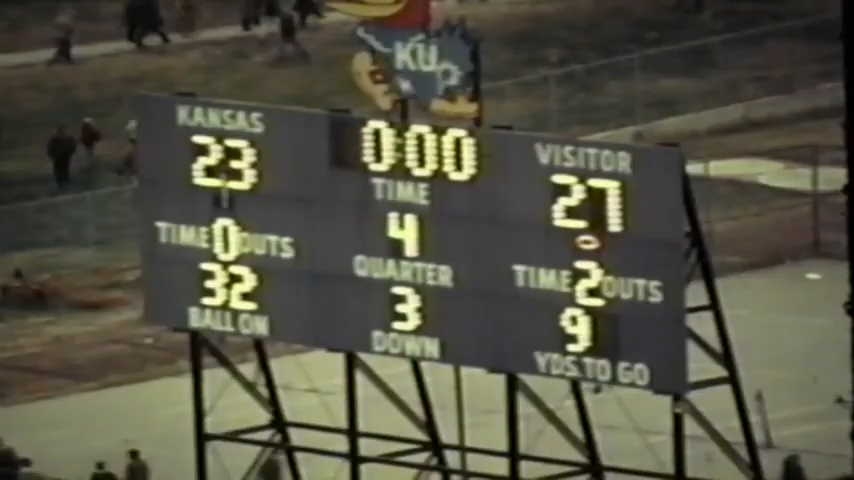 KU
KANSAS 0:00 VISITOR
23 TIME 27
TIME 0 OUTS 4 TIME 2 OUTS
32 QUARTER 9
BALL ON 3 YDS. TO GO
DOWN